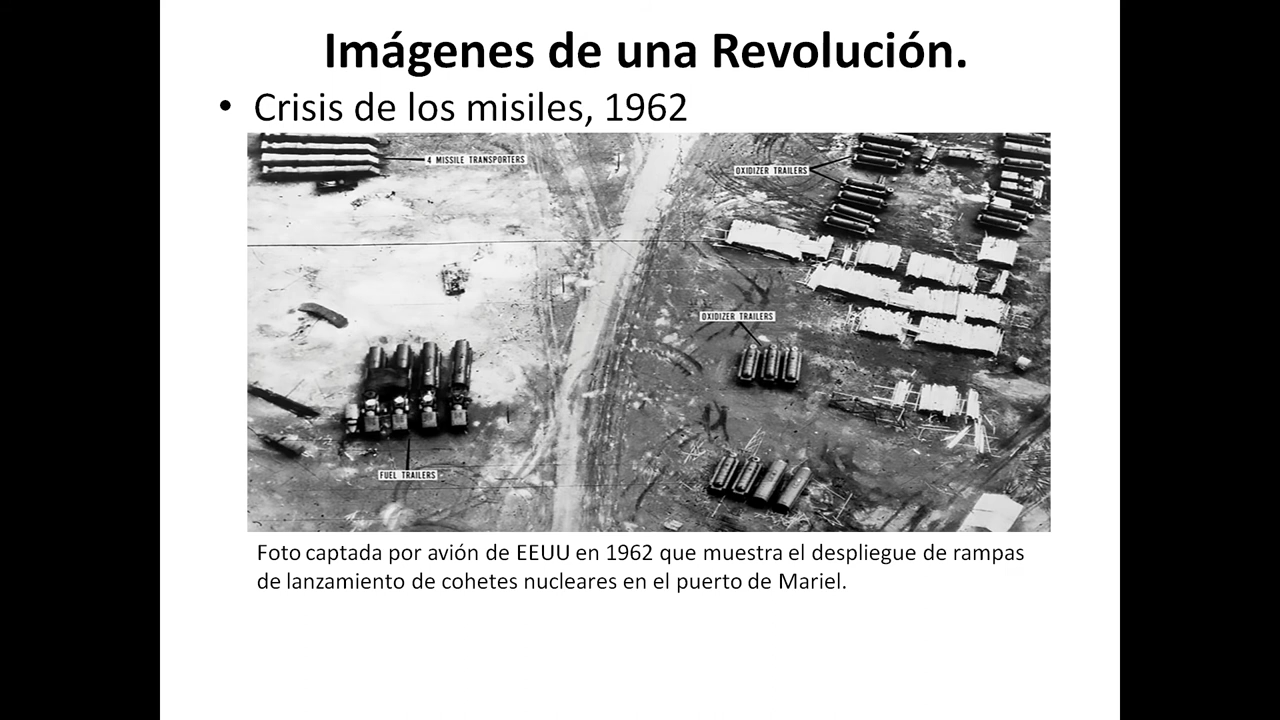 Imágenes de una Revolución.
• Crisis de los misiles, 1962
4 MISSILE TRANSPORTERS
OXIDIZER TRAILERS
OXIDIZER TRAILERS
FUEL TRAILERS
Foto captada por avión de EEUU en 1962 que muestra el despliegue de rampas
de lanzamiento de cohetes nucleares en el puerto de Mariel.